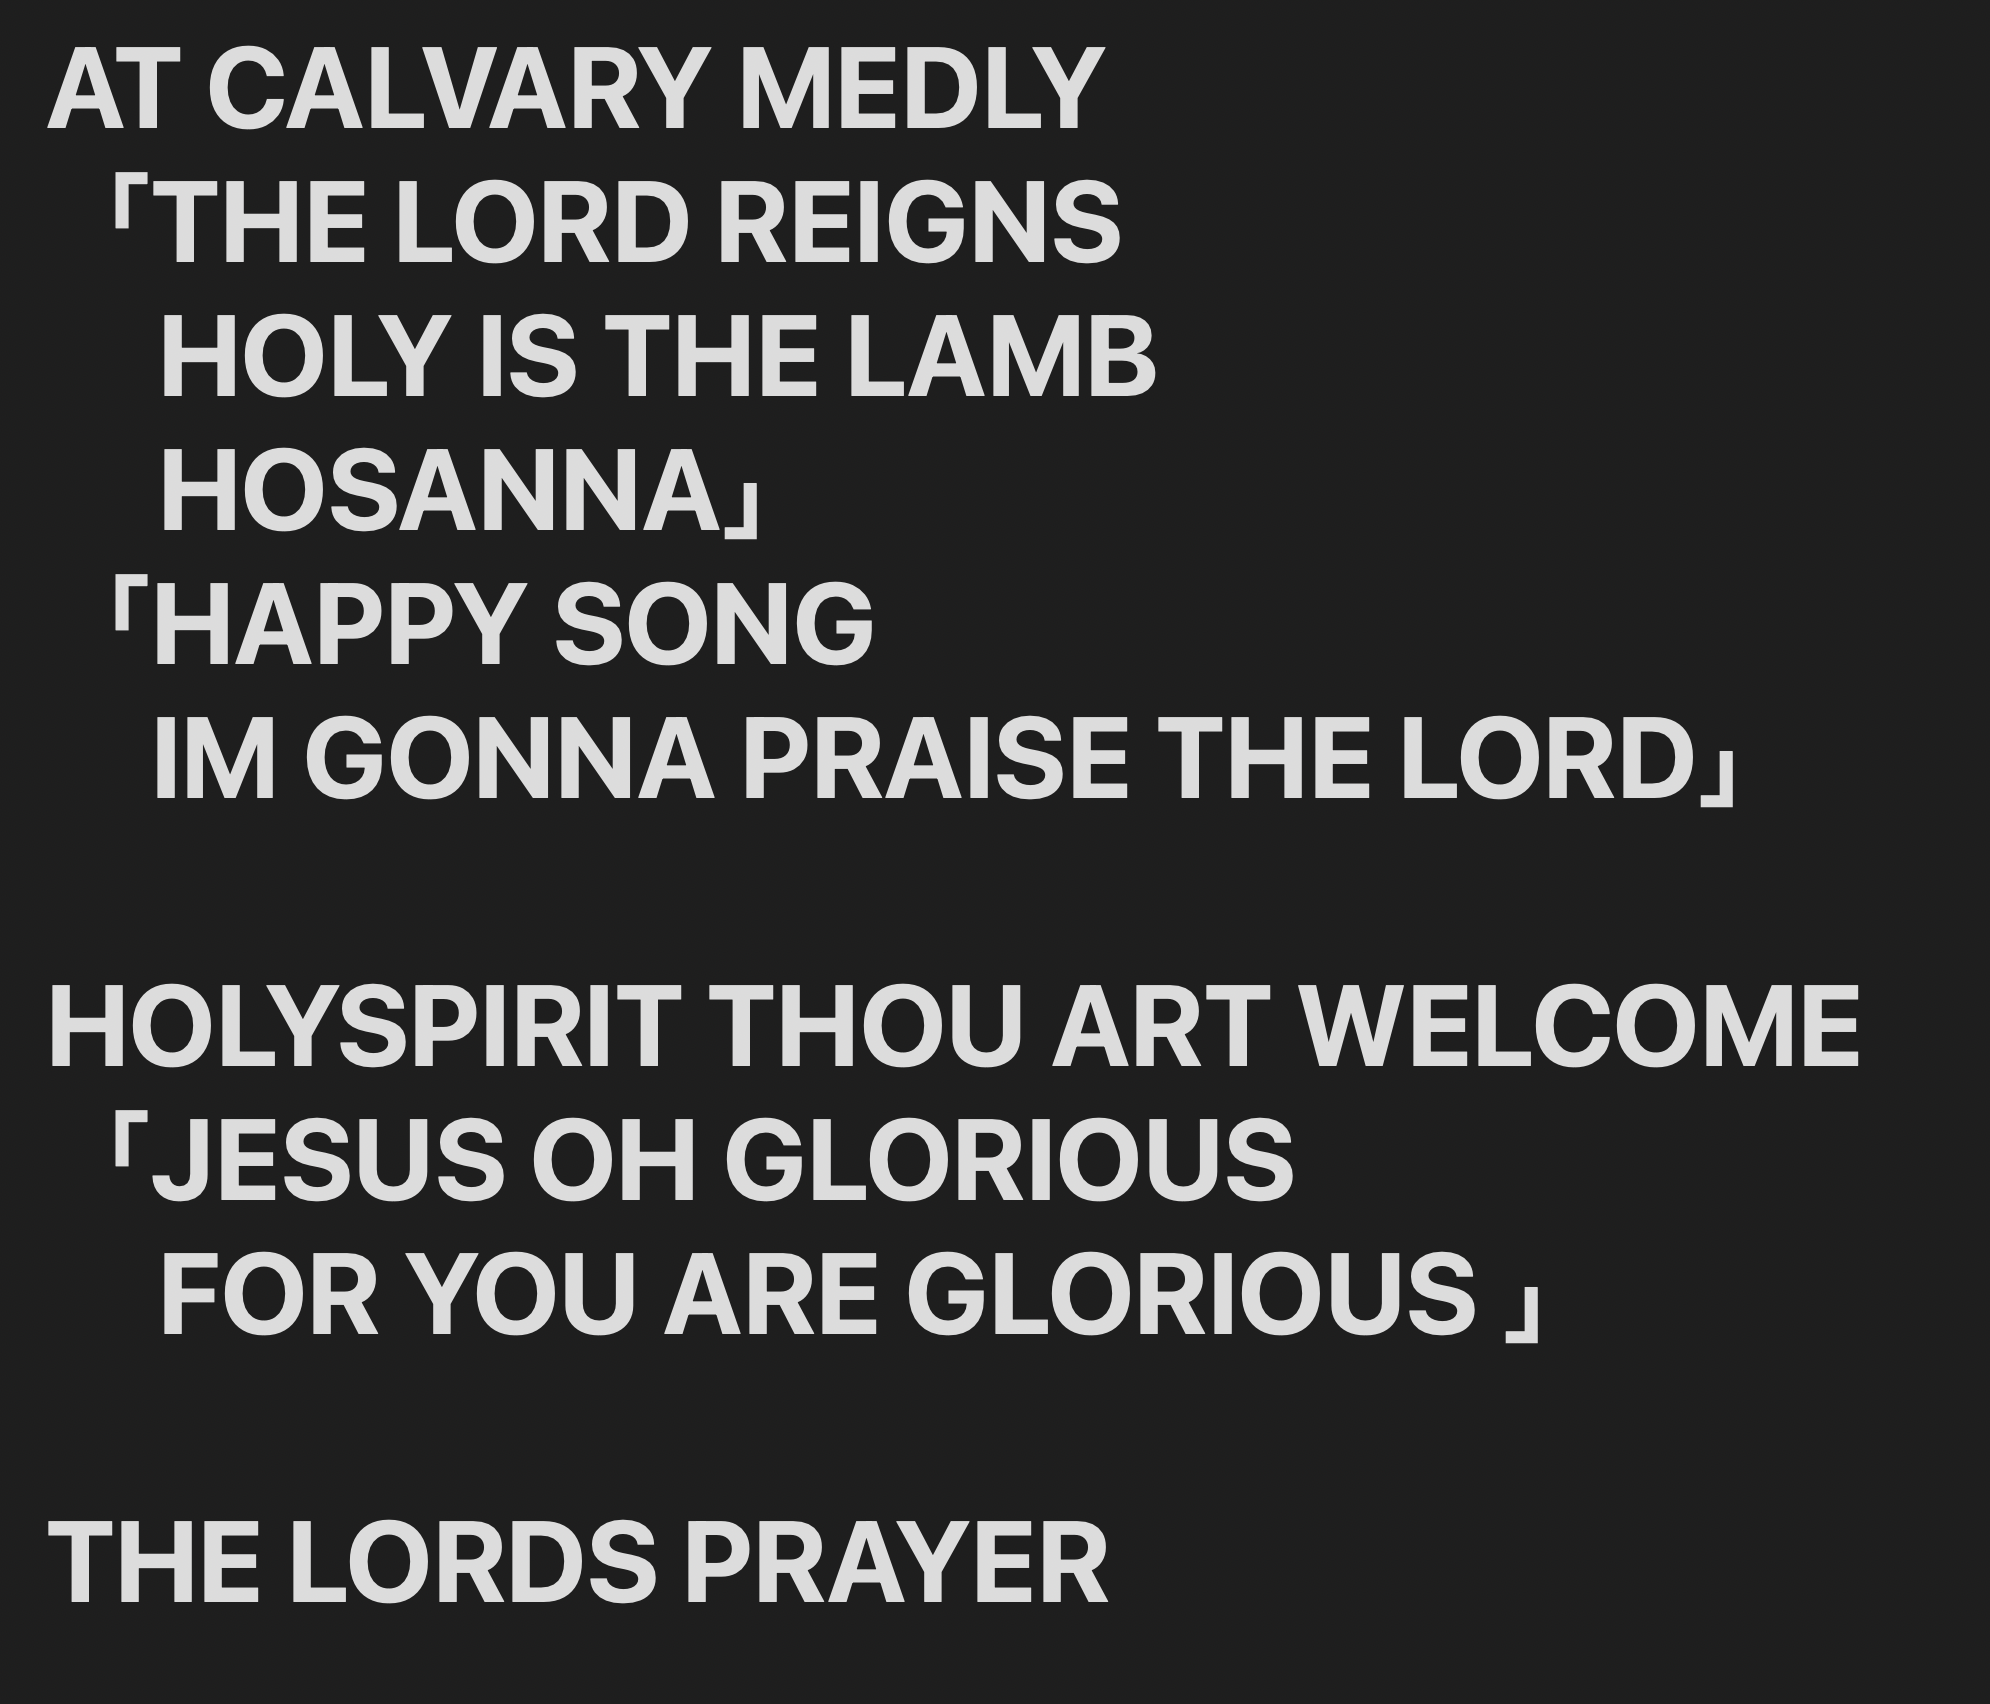 AT CALVARY MEDLY
「THE LORD REIGNS
HOLY IS THE LAMB
HOSANNA」
「HAPPY SONG
IM GONNA PRAISE THE LORD」
HOLYSPIRIT THOU ART WELCOME
「JESUS OH GLORIOUS
FOR YOU ARE GLORIOUS 」
THE LORDS PRAYER